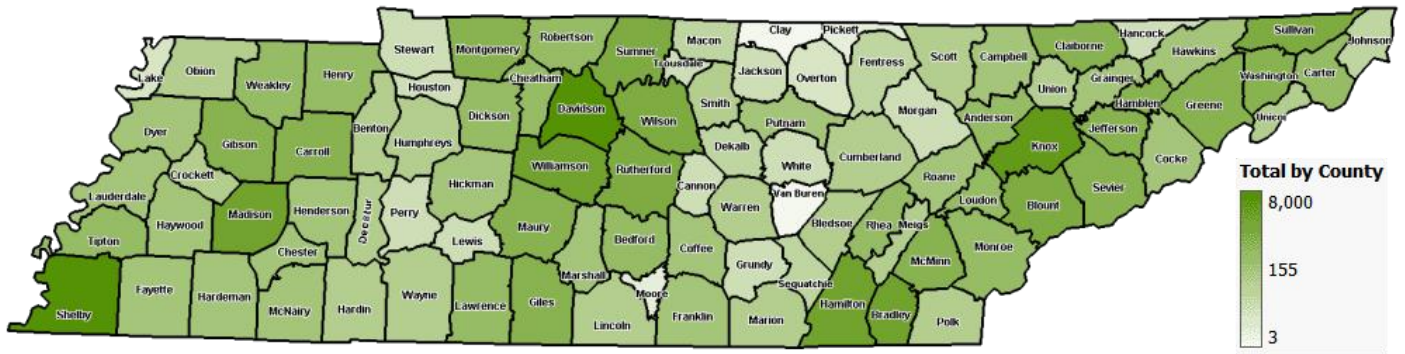 Stewart
Montgomery
Robertson
Sumner
Macon
Clay
Pickett
Scott
Campbell
Claiborne
Hancock
Hawkins
Sullivan
Johnson
Lake
Obion
Weakley
Henry
Houston
Cheatham
Trousdale
Jackson
Overton
Fentress
Union
Grainger
Washington
Carter
Dyer
Gibson
Carroll
Benton
Humphreys
Dickson
Davidson
Wilson
Smith
Putnam
Morgan
Anderson
Knox
Hamblen
Jefferson
Greene
Unicoi
Crockett
Lauderdale
Haywood
Madison
Henderson
Decatur
Perry
Hickman
Williamson
Rutherford
Cannon
Dekalb
White
Van Buren
Cumberland
Roane
Loudon
Blount
Sevier
Cocke
Tipton
Chester
Lewis
Maury
Bedford
Coffee
Warren
Bledsoe
Rhea
Meigs
McMinn
Monroe
Shelby
Fayette
Hardeman
McNairy
Hardin
Wayne
Lawrence
Giles
Marshall
Moore
Lincoln
Franklin
Grundy
Marion
Sequatchie
Hamilton
Bradley
Polk
Total by County
8,000
155
3